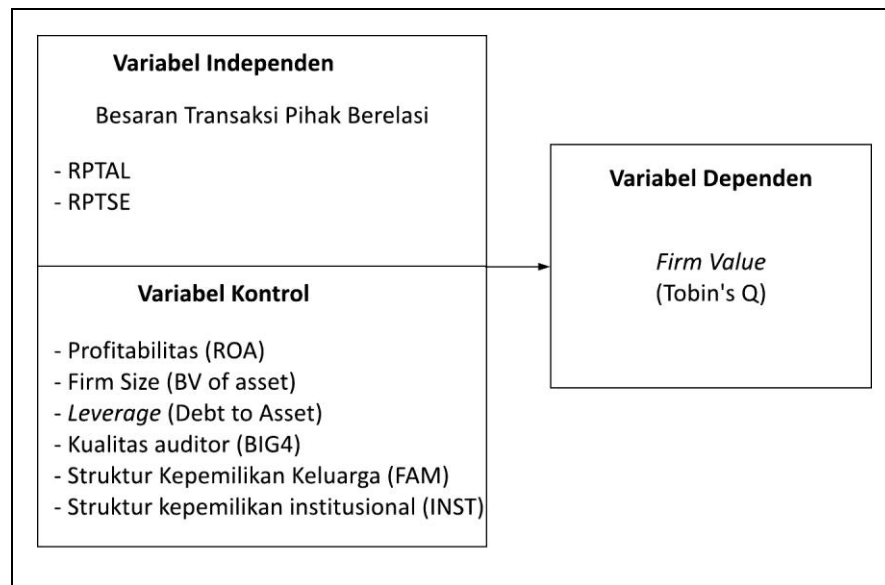 Variabel Independen
Besaran Transaksi Pihak Berelasi
- RPTAL
- RPTSE
Variabel Kontrol
- Profitabilitas (ROA)
- Firm Size (BV of asset)
- Leverage (Debt to Asset)
- Kualitas auditor (BIG4)
- Struktur Kepemilikan Keluarga (FAM)
- Struktur kepemilikan institusional (INST)
Variabel Dependen
Firm Value
(Tobin's Q)